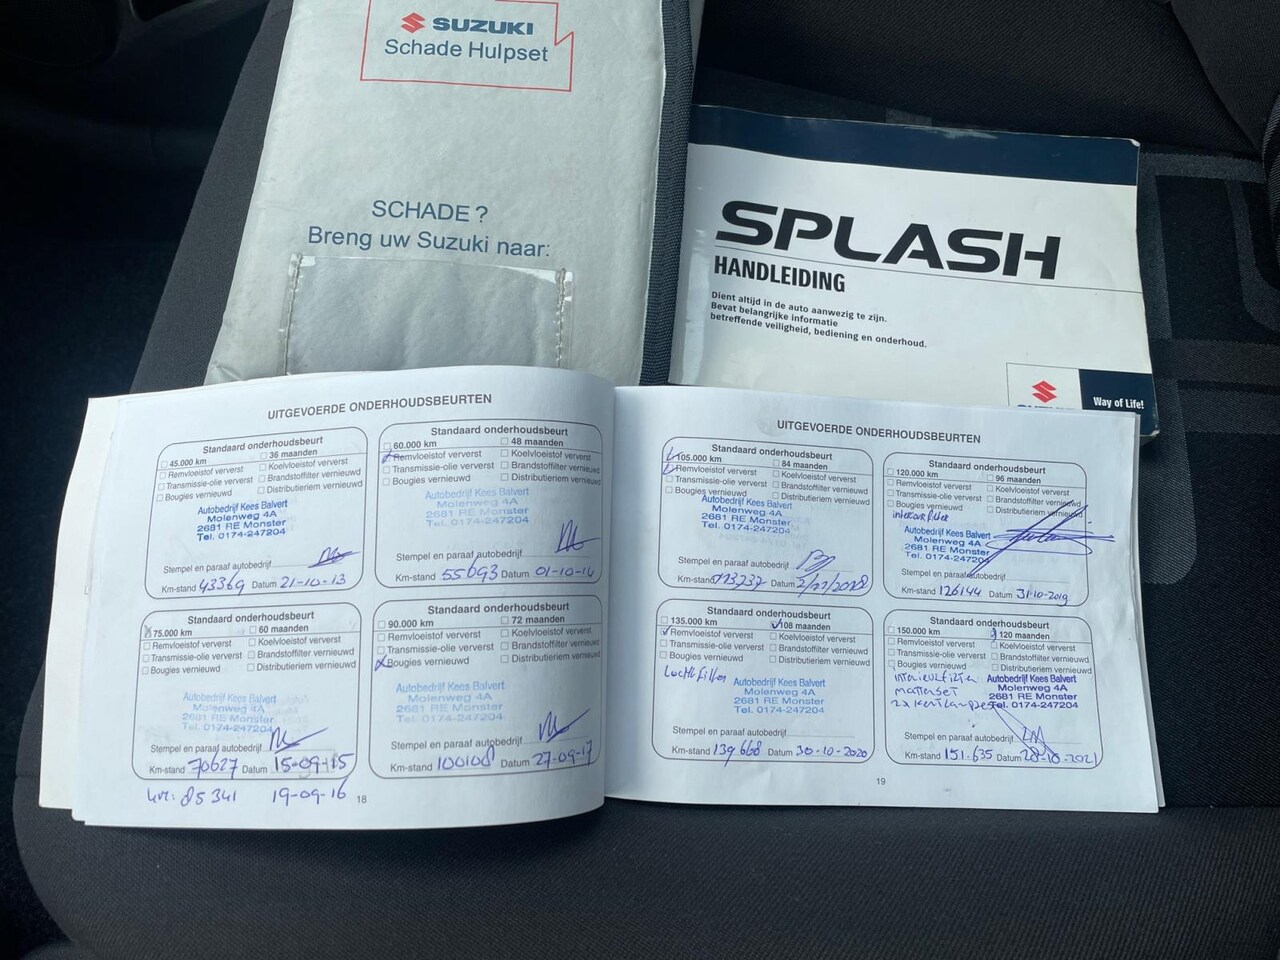 SUZUKI
Schade Hulpset
SCHADE?
Breng uw Suzuki naar:
SPLASH
HANDLEIDING
Dient altijd in de auto aanwezig te zijn.
Bevat belangrijke informatie
betreffende veiligheid, bediening en onderhoud.
Way of Life!
UITGEVOERDE ONDERHOUDSBEURTEN
Standaard onderhoudsbeurt
45.000 km 36 maanden
Remvloeistof ververst Koelvloeistof ververst
Transmissie-olie ververst Brandstoffilter vernieuwd
Bougies vernieuwd Distributieriem vernieuwd
Autobedrijf Kees Balvert
Molenweg 4A
2681 RE Monster
Tel. 0174-247204
Stempel en paraaf autobedrijf
Km-stand 43369 Datum 21-10-13
Standaard onderhoudsbeurt
60.000 km 48 maanden
Remvloeistof ververst Koelvloeistof ververst
Transmissie-olie ververst Brandstoffilter vernieuwd
Bougies vernieuwd Distributieriem vernieuwd
Autobedrijf Kees Balvert
Molenweg 4A
2681 RE Monster
Tel. 0174-247204
Stempel en paraaf autobedrijf
Km-stand 55693 Datum 01-10-14
Standaard onderhoudsbeurt
75.000 km 60 maanden
Remvloeistof ververst Koelvloeistof ververst
Transmissie-olie ververst Brandstoffilter vernieuwd
Bougies vernieuwd Distributieriem vernieuwd
Autobedrijf Kees Balvert
Molenweg 4A
2681 RE Monster
Tel. 0174-247204
Stempel en paraaf autobedrijf
Km-stand 70627 Datum 15-09-15
85341 19-09-16
Standaard onderhoudsbeurt
90.000 km 72 maanden
Remvloeistof ververst Koelvloeistof ververst
Transmissie-olie ververst Brandstoffilter vernieuwd
Bougies vernieuwd Distributieriem vernieuwd
Autobedrijf Kees Balvert
Molenweg 4A
2681 RE Monster
Tel. 0174-247204
Stempel en paraaf autobedrijf
Km-stand 100108 Datum 27-09-17
18
UITGEVOERDE ONDERHOUDSBEURTEN
Standaard onderhoudsbeurt
105.000 km 84 maanden
Remvloeistof ververst Koelvloeistof ververst
Transmissie-olie ververst Brandstoffilter vernieuwd
Bougies vernieuwd Distributieriem vernieuwd
Autobedrijf Kees Balvert
Molenweg 4A
2681 RE Monster
Tel. 0174-247204
Stempel en paraaf autobedrijf
Km-stand 113737 Datum
Standaard onderhoudsbeurt
120.000 km 96 maanden
Remvloeistof ververst Koelvloeistof ververst
Transmissie-olie ververst Brandstoffilter vernieuwd
Bougies vernieuwd Distributieriem vernieuwd
Autobedrijf Kees Balvert
Molenweg 4A
2681 RE Monster
Tel. 0174-247204
Stempel en paraaf autobedrijf
Km-stand 126144 Datum 31-10-2019
Standaard onderhoudsbeurt
135.000 km 108 maanden
Remvloeistof ververst Koelvloeistof ververst
Transmissie-olie ververst Brandstoffilter vernieuwd
Bougies vernieuwd Distributieriem vernieuwd
Luchtfilter
Autobedrijf Kees Balvert
Molenweg 4A
2681 RE Monster
Tel. 0174-247204
Stempel en paraaf autobedrijf
Km-stand 139668 Datum 30-10-2020
Standaard onderhoudsbeurt
150.000 km 120 maanden
Remvloeistof ververst Koelvloeistof ververst
Transmissie-olie ververst Brandstoffilter vernieuwd
Bougies vernieuwd Distributieriem vernieuwd
mattenset
Autobedrijf Kees Balvert
Molenweg 4A
2681 RE Monster
Tel. 0174-247204
Stempel en paraaf autobedrijf
Km-stand 151.635 Datum 28-10-2021
19